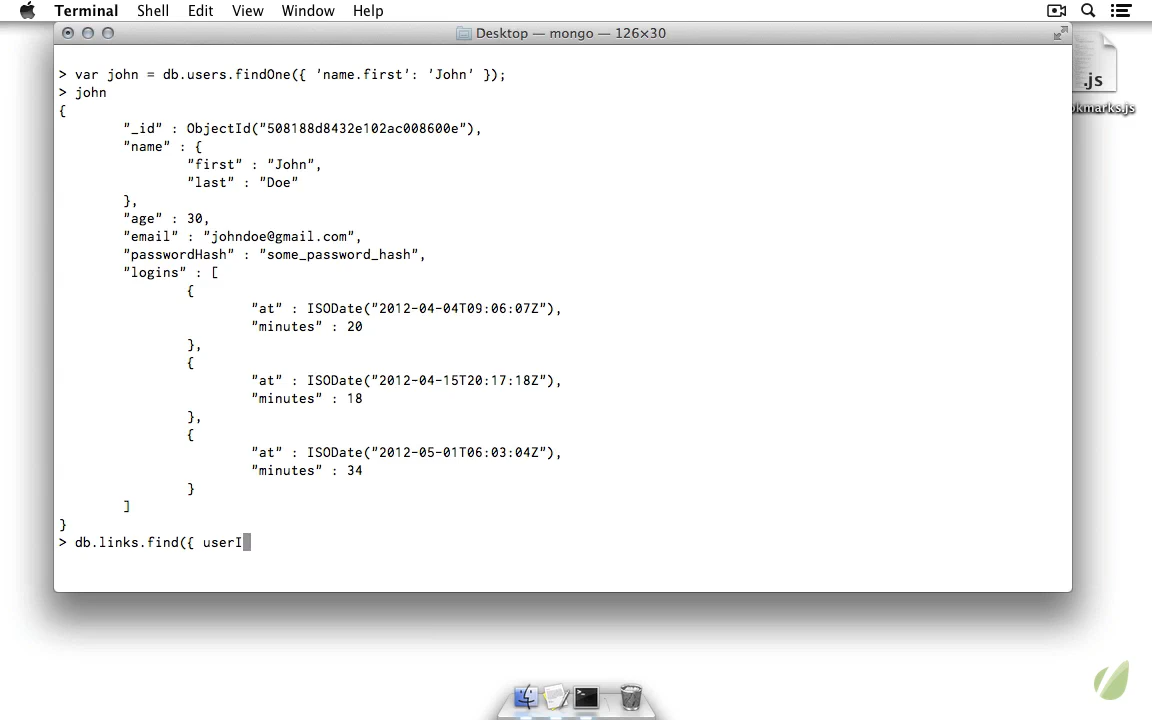 Terminal Shell Edit View Window Help
Desktop — mongo — 126×30
> var john = db.users.findOne({ 'name.first': 'John' });
> john
{
"_id" : ObjectId("508188d8432e102ac008600e"),
"name" : {
"first" : "John",
"last" : "Doe"
},
"age" : 30,
"email" : "johndoe@gmail.com",
"passwordHash" : "some_password_hash",
"logins" : [
{
"at" : ISODate("2012-04-04T09:06:07Z"),
"minutes" : 20
},
{
"at" : ISODate("2012-04-15T20:17:18Z"),
"minutes" : 18
},
{
"at" : ISODate("2012-05-01T06:03:04Z"),
"minutes" : 34
}
]
}
> db.links.find({ userI
.js
okmarks.js